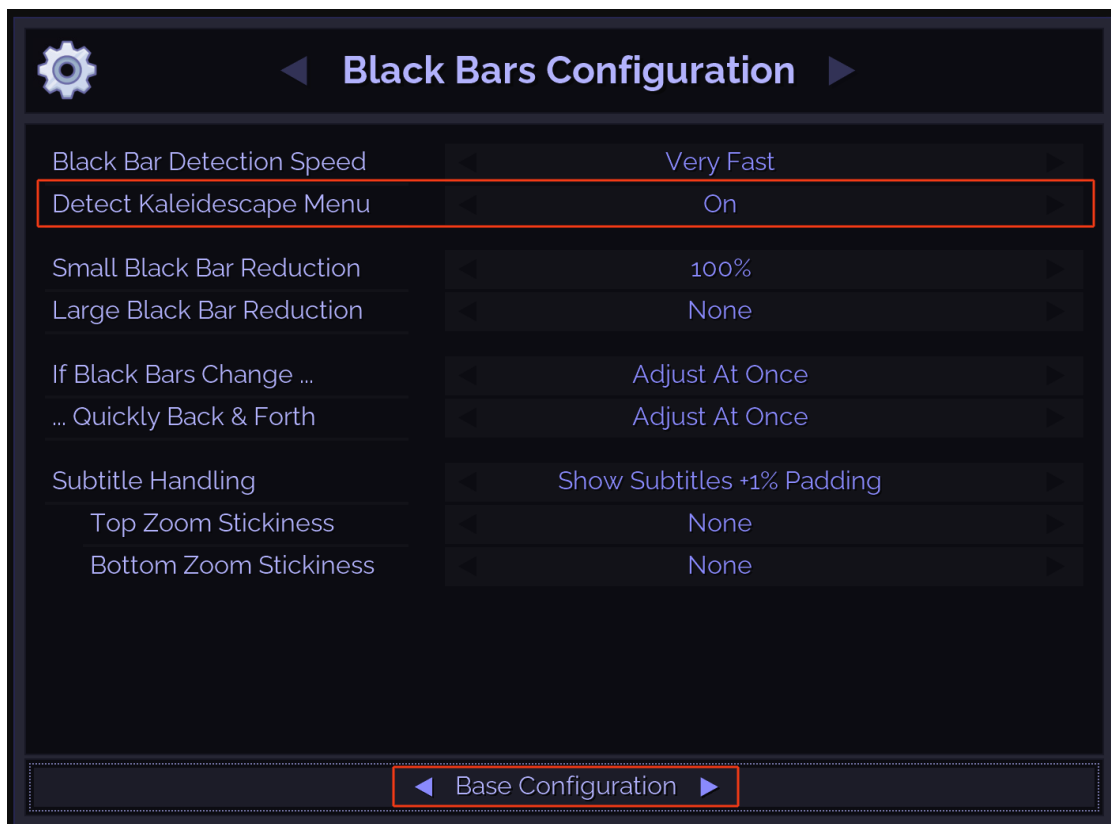 Black Bars Configuration
Black Bar Detection Speed Very Fast
Detect Kaleidescape Menu On
Small Black Bar Reduction 100%
Large Black Bar Reduction None
If Black Bars Change ... Adjust At Once
... Quickly Back & Forth Adjust At Once
Subtitle Handling Show Subtitles +1% Padding
Top Zoom Stickiness None
Bottom Zoom Stickiness None
Base Configuration